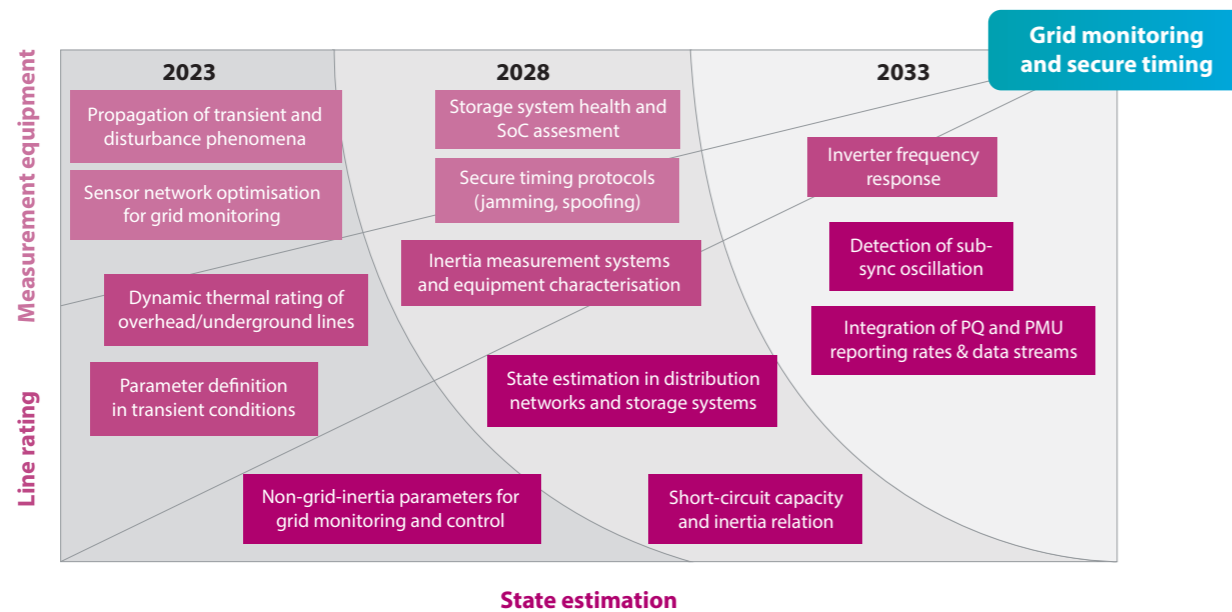 Grid monitoring
and secure timing
2023
2028
2033
Measurement equipment
Line rating
State estimation
Propagation of transient and
disturbance phenomena
Sensor network optimisation
for grid monitoring
Dynamic thermal rating of
overhead/underground lines
Parameter definition
in transient conditions
Non-grid-inertia parameters for
grid monitoring and control
Storage system health and
SoC assesment
Secure timing protocols
(jamming, spoofing)
Inertia measurement systems
and equipment characterisation
State estimation in distribution
networks and storage systems
Short-circuit capacity
and inertia relation
Inverter frequency
response
Detection of sub-
sync oscillation
Integration of PQ and PMU
reporting rates & data streams